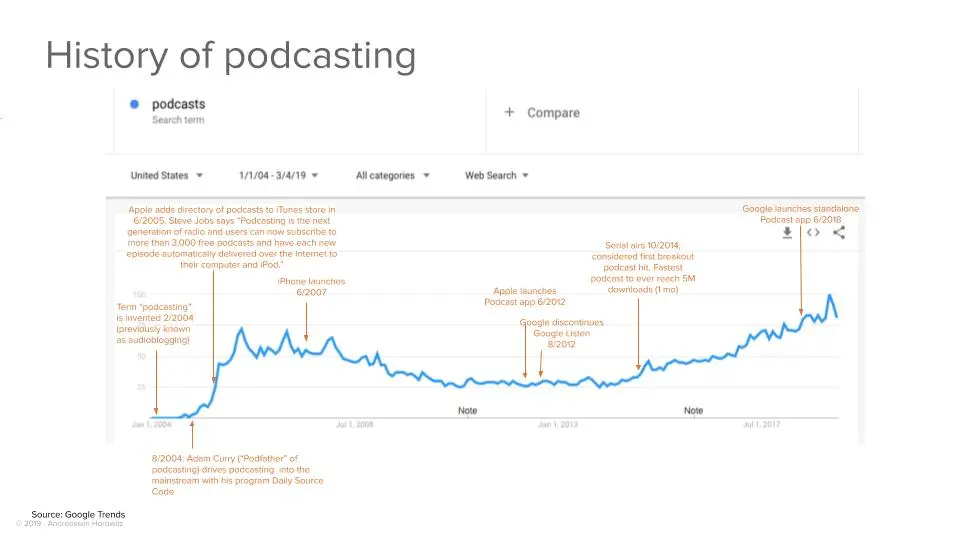 History of podcasting
podcasts
Search term
+ Compare
United States
1/1/04 - 3/4/19
All categories
Web Search
Apple adds directory of podcasts to iTunes store in
6/2005. Steve Jobs says “Podcasting is the next
generation of radio and users can now subscribe to
more than 3,000 free podcasts and have each new
episode automatically delivered over the Internet to
their computer and iPod.”
Google launches standalone
Podcast app 6/2018
Serial airs 10/2014,
considered first breakout
podcast hit. Fastest
podcast to ever reach 5M
downloads (1 mo)
iPhone launches
6/2007
Apple launches
Podcast app 6/2012
Term “podcasting”
is invented 2/2004
(previously known
as audioblogging)
Google discontinues
Google Listen
8/2012
100
50
25
Note
Note
Jan 1, 2004
Jul 1, 2008
Jan 1, 2013
Jul 1, 2017
8/2004: Adam Curry (“Podfather” of
podcasting) drives podcasting into the
mainstream with his program Daily Source
Code
Source: Google Trends
© 2019 Andreessen Horowitz